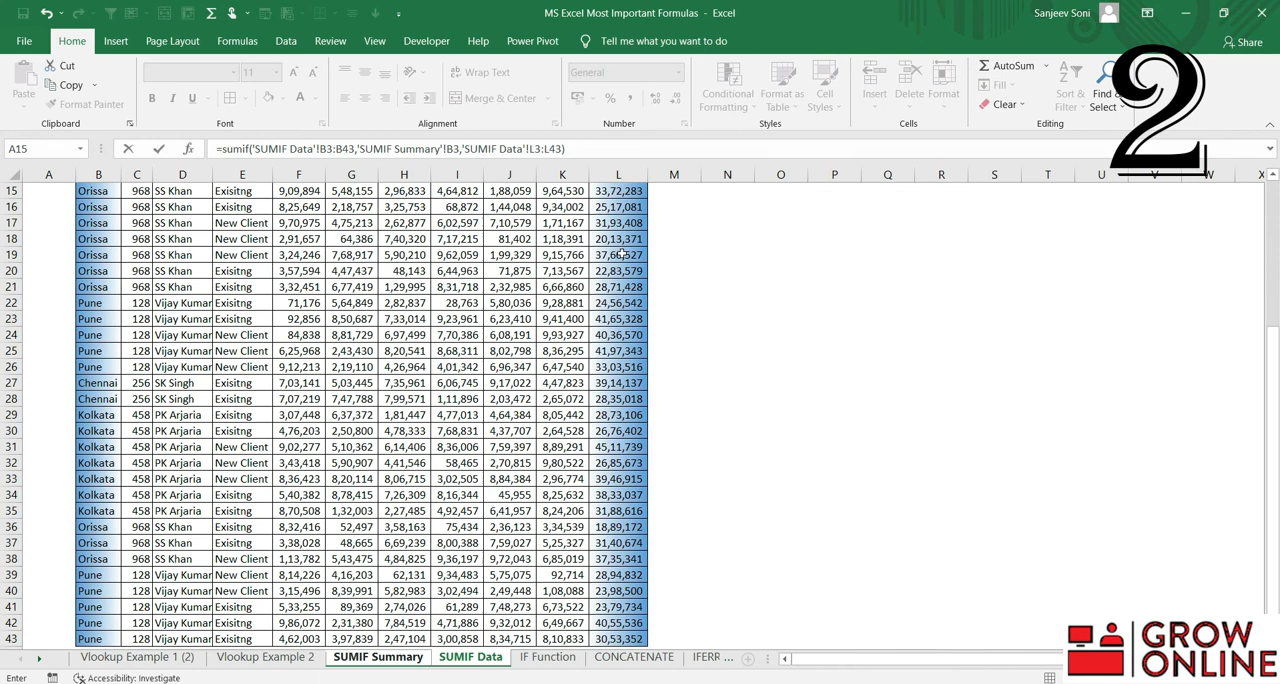 MS Excel Most Important Formulas - Excel
Sanjeev Soni
File Home Insert Page Layout Formulas Data Review View Developer Help Power Pivot Tell me what you want to do Share
2
Paste Cut Copy Format Painter Clipboard
11 B I U A Font
Wrap Text Merge & Center Alignment
General % , Number
Conditional Formatting Format as Table Cell Styles Styles
Insert Delete Format Cells
AutoSum Fill Clear Sort & Filter Find & Select Editing
A15 fx =sumif('SUMIF Data'!B3:B43,'SUMIF Summary'!B3,'SUMIF Data'!L3:L43)
A B C D E F G H I J K L M N O P Q R S T U V W X
15 Orissa 968 SS Khan Exisitng 9,09,894 5,48,155 2,96,833 4,64,812 1,88,059 9,64,530 33,72,283
16 Orissa 968 SS Khan Exisitng 8,25,649 2,18,757 3,25,753 68,872 1,44,048 9,34,002 25,17,081
17 Orissa 968 SS Khan New Client 9,70,975 4,75,213 2,62,877 6,02,597 7,10,579 1,71,167 31,93,408
18 Orissa 968 SS Khan New Client 2,91,657 64,386 7,40,320 7,17,215 81,402 1,18,391 20,13,371
19 Orissa 968 SS Khan New Client 3,24,246 7,68,917 5,90,210 9,62,059 1,99,329 9,15,766
20 Orissa 968 SS Khan Exisitng 3,57,594 4,47,437 48,143 6,44,963 71,875 7,13,567 22,83,579
21 Orissa 968 SS Khan Exisitng 3,32,451 6,77,419 1,29,995 8,31,718 2,32,985 6,66,860 28,71,428
22 Pune 128 Vijay Kumar Exisitng 71,176 5,64,849 2,82,837 28,763 5,80,036 9,28,881 24,56,542
23 Pune 128 Vijay Kumar Exisitng 92,856 8,50,687 7,33,014 9,23,961 6,23,410 9,41,400 41,65,328
24 Pune 128 Vijay Kumar New Client 84,838 8,81,729 6,97,499 7,70,386 6,08,191 9,93,927 40,36,570
25 Pune 128 Vijay Kumar New Client 6,25,968 2,43,430 8,20,541 8,68,311 8,02,798 8,36,295 41,97,343
26 Pune 128 Vijay Kumar New Client 9,12,213 2,19,110 4,26,964 4,01,342 6,96,347 6,47,540 33,03,516
27 Chennai 256 SK Singh Exisitng 7,03,141 5,03,445 7,35,961 6,06,745 9,17,022 4,47,823 39,14,137
28 Chennai 256 SK Singh Exisitng 7,07,219 7,47,788 7,99,571 1,11,896 2,03,472 2,65,072 28,35,018
29 Kolkata 458 PK Arjaria Exisitng 3,07,448 6,37,372 1,81,447 4,77,013 4,64,384 8,05,442 28,73,106
30 Kolkata 458 PK Arjaria Exisitng 4,76,203 2,50,800 4,78,333 7,68,831 4,37,707 2,64,528 26,76,402
31 Kolkata 458 PK Arjaria New Client 9,02,277 5,10,362 6,14,406 8,36,006 7,59,397 8,89,291 45,11,739
32 Kolkata 458 PK Arjaria New Client 3,43,418 5,90,907 4,41,546 58,465 2,70,815 9,80,522 26,85,673
33 Kolkata 458 PK Arjaria New Client 8,36,423 8,20,114 8,06,715 3,02,505 8,84,384 2,96,774 39,46,915
34 Kolkata 458 PK Arjaria Exisitng 5,40,382 8,78,415 7,26,309 8,16,344 45,955 8,25,632 38,33,037
35 Kolkata 458 PK Arjaria Exisitng 8,70,508 1,32,003 2,27,485 4,92,457 6,41,957 8,24,206 31,88,616
36 Orissa 968 SS Khan Exisitng 8,32,416 52,497 3,58,163 75,434 2,36,123 3,34,539 18,89,172
37 Orissa 968 SS Khan Exisitng 3,38,028 48,665 6,69,239 8,00,388 7,59,027 5,25,327 31,40,674
38 Orissa 968 SS Khan New Client 1,13,782 5,43,475 4,84,825 9,36,197 9,72,043 6,85,019 37,35,341
39 Pune 128 Vijay Kumar New Client 8,14,226 4,16,203 62,131 9,34,483 5,75,075 92,714 28,94,832
40 Pune 128 Vijay Kumar New Client 3,15,496 8,39,991 5,82,983 3,02,494 2,49,448 1,08,088 23,98,500
41 Pune 128 Vijay Kumar Exisitng 5,33,255 89,369 2,74,026 61,289 7,48,273 6,73,522 23,79,734
42 Pune 128 Vijay Kumar Exisitng 9,86,072 2,31,380 7,84,519 4,71,886 9,32,012 6,49,667 40,55,536
43 Pune 128 Vijay Kumar Exisitng 4,62,003 3,97,839 2,47,104 3,00,858 8,34,715 8,10,833 30,53,352
Vlookup Example 1 (2) Vlookup Example 2 SUMIF Summary SUMIF Data IF Function CONCATENATE IFERR ...
Enter Accessibility: Investigate
GROW
ONLINE